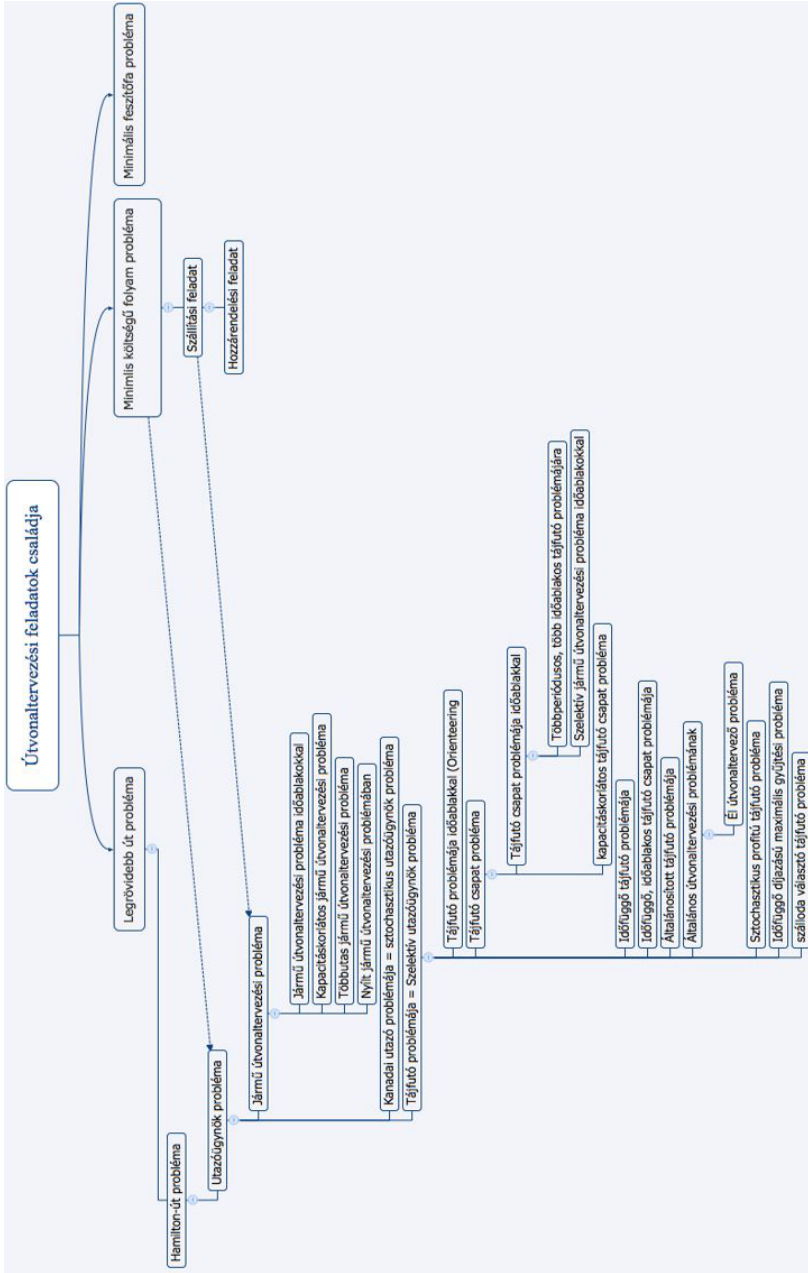 Útvonaltervezési feladatok családja
Legrövidebb út probléma
Minimlis költségű folyam probléma
Minimális feszítőfa probléma
Hamilton-út probléma
Szállítási feladat
Utazóügynök probléma
Hozzárendelési feladat
Jármű útvonaltervezési probléma
Jármű útvonaltervezési probléma időablakokkal
Kapacitáskorlátos jármű útvonaltervezési probléma
Többutas jármű útvonaltervezési probléma
Nyílt jármű útvonaltervezési problémában
Kanadai utazó problémája = sztochasztikus utazóügynök probléma
Tájfutó problémája = Szelektív utazóügynök probléma
Tájfutó problémája időablakkal (Orienteering
Tájfutó csapat probléma
Tájfutó csapat problémája időablakkal
Többperiódusos, több időablakos tájfutó problémájára
Szelektív jármű útvonaltervezési probléma időablakokkal
kapacitáskorlátos tájfutó csapat probléma
Időfüggő tájfutó problémája
Időfüggő, időablakos tájfutó csapat problémája
Általánosított tájfutó problémája
Általános útvonaltervezési problémának
Él útvonaltervező probléma
Sztochasztikus profitú tájfutó probléma
Időfüggő díjazású maximális gyűjtési probléma
szálloda választó tájfutó probléma